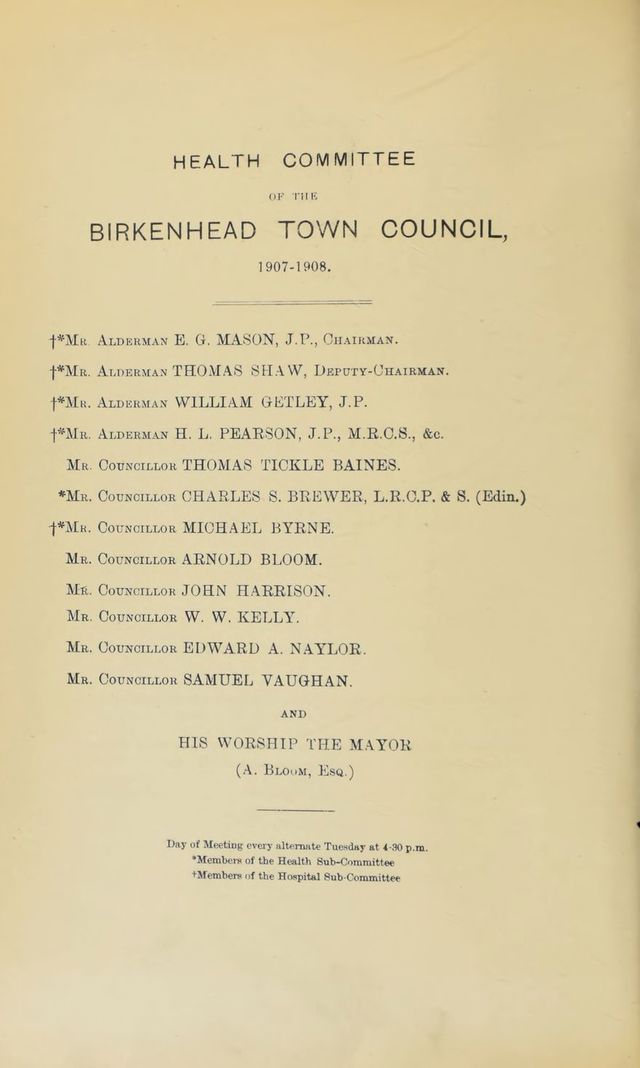 HEALTH COMMITTEE
OF THE
BIRKENHEAD TOWN COUNCIL,
1907-1908.
†*Mr. Alderman E. G. MASON, J.P., Chairman.
†*Mr. Alderman THOMAS SHAW, Deputy-Chairman.
†*Mr. Alderman WILLIAM GETLEY, J.P.
†*Mr. Alderman H. L. PEARSON, J.P., M.R.C.S., &c.
Mr. Councillor THOMAS TICKLE BAINES.
*Mr. Councillor CHARLES S. BREWER, L.R.C.P. & S. (Edin.)
†*Mr. Councillor MICHAEL BYRNE.
Mr. Councillor ARNOLD BLOOM.
Mr. Councillor JOHN HARRISON.
Mr. Councillor W. W. KELLY.
Mr. Councillor EDWARD A. NAYLOR.
Mr. Councillor SAMUEL VAUGHAN.
AND
HIS WORSHIP THE MAYOR
(A. Bloom, Esq.)
Day of Meeting every alternate Tuesday at 4-30 p.m.
*Members of the Health Sub-Committee
†Members of the Hospital Sub-Committee